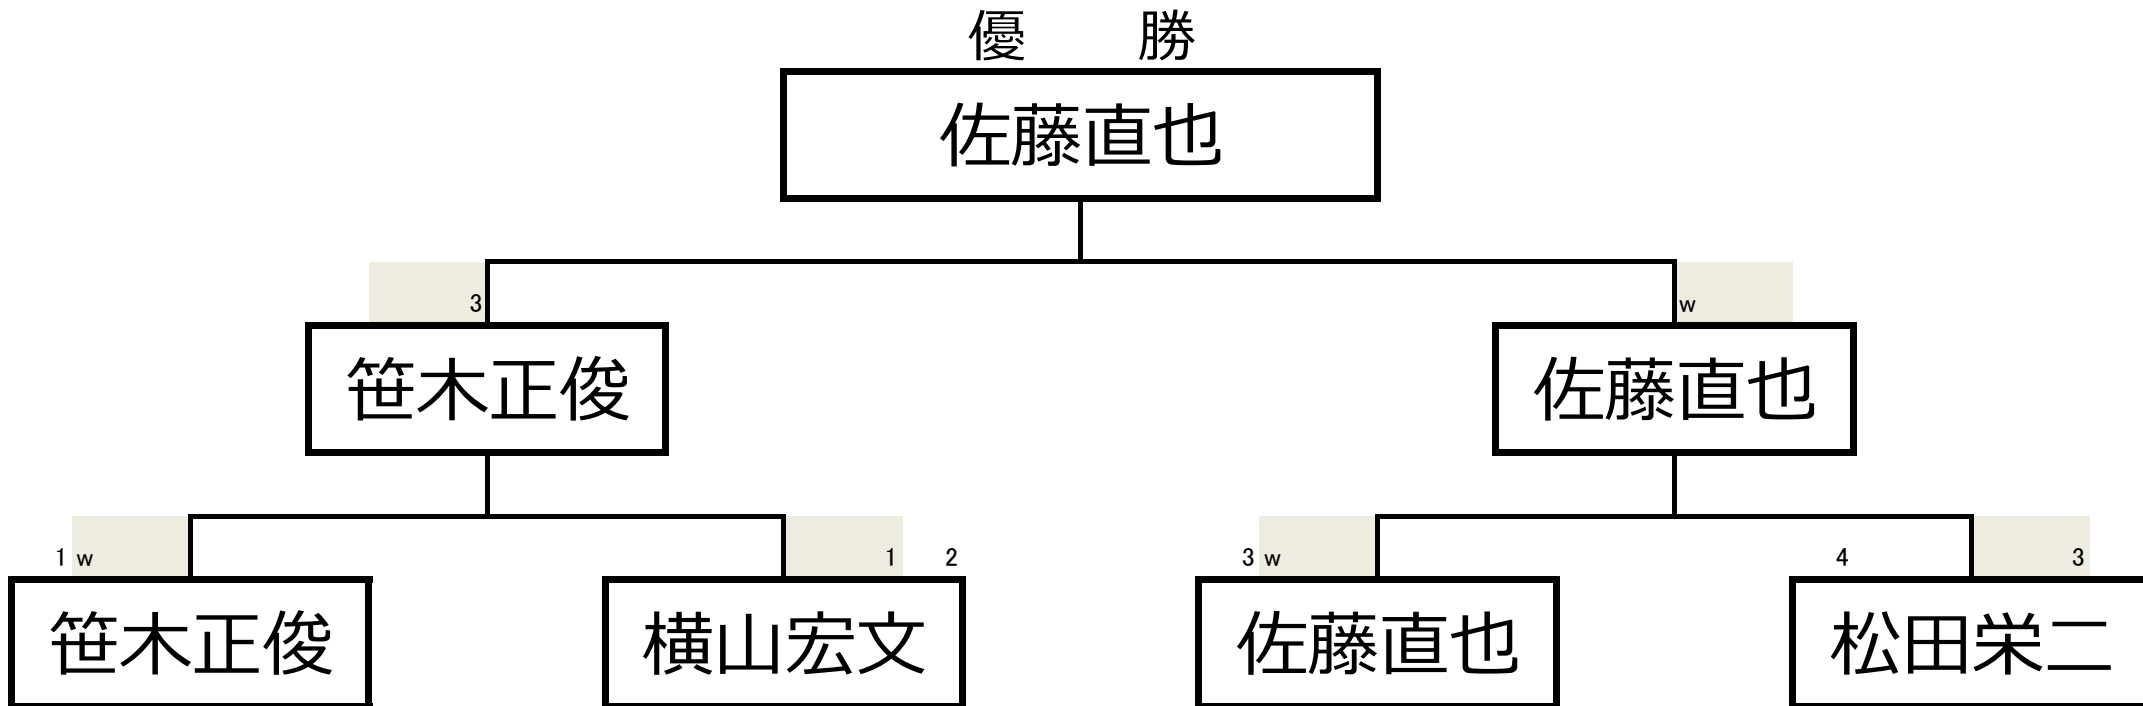 優　勝
佐藤直也
3 w
笹木正俊 佐藤直也
1 w 1 2 3 w 4 3
笹木正俊 横山宏文 佐藤直也 松田栄二